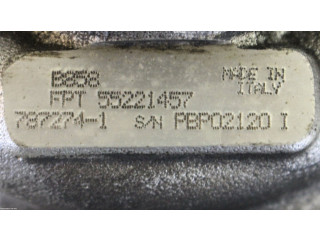 B858
FPT 55221457
MADE IN
ITALY
787274-1 S/N PBP02120 I